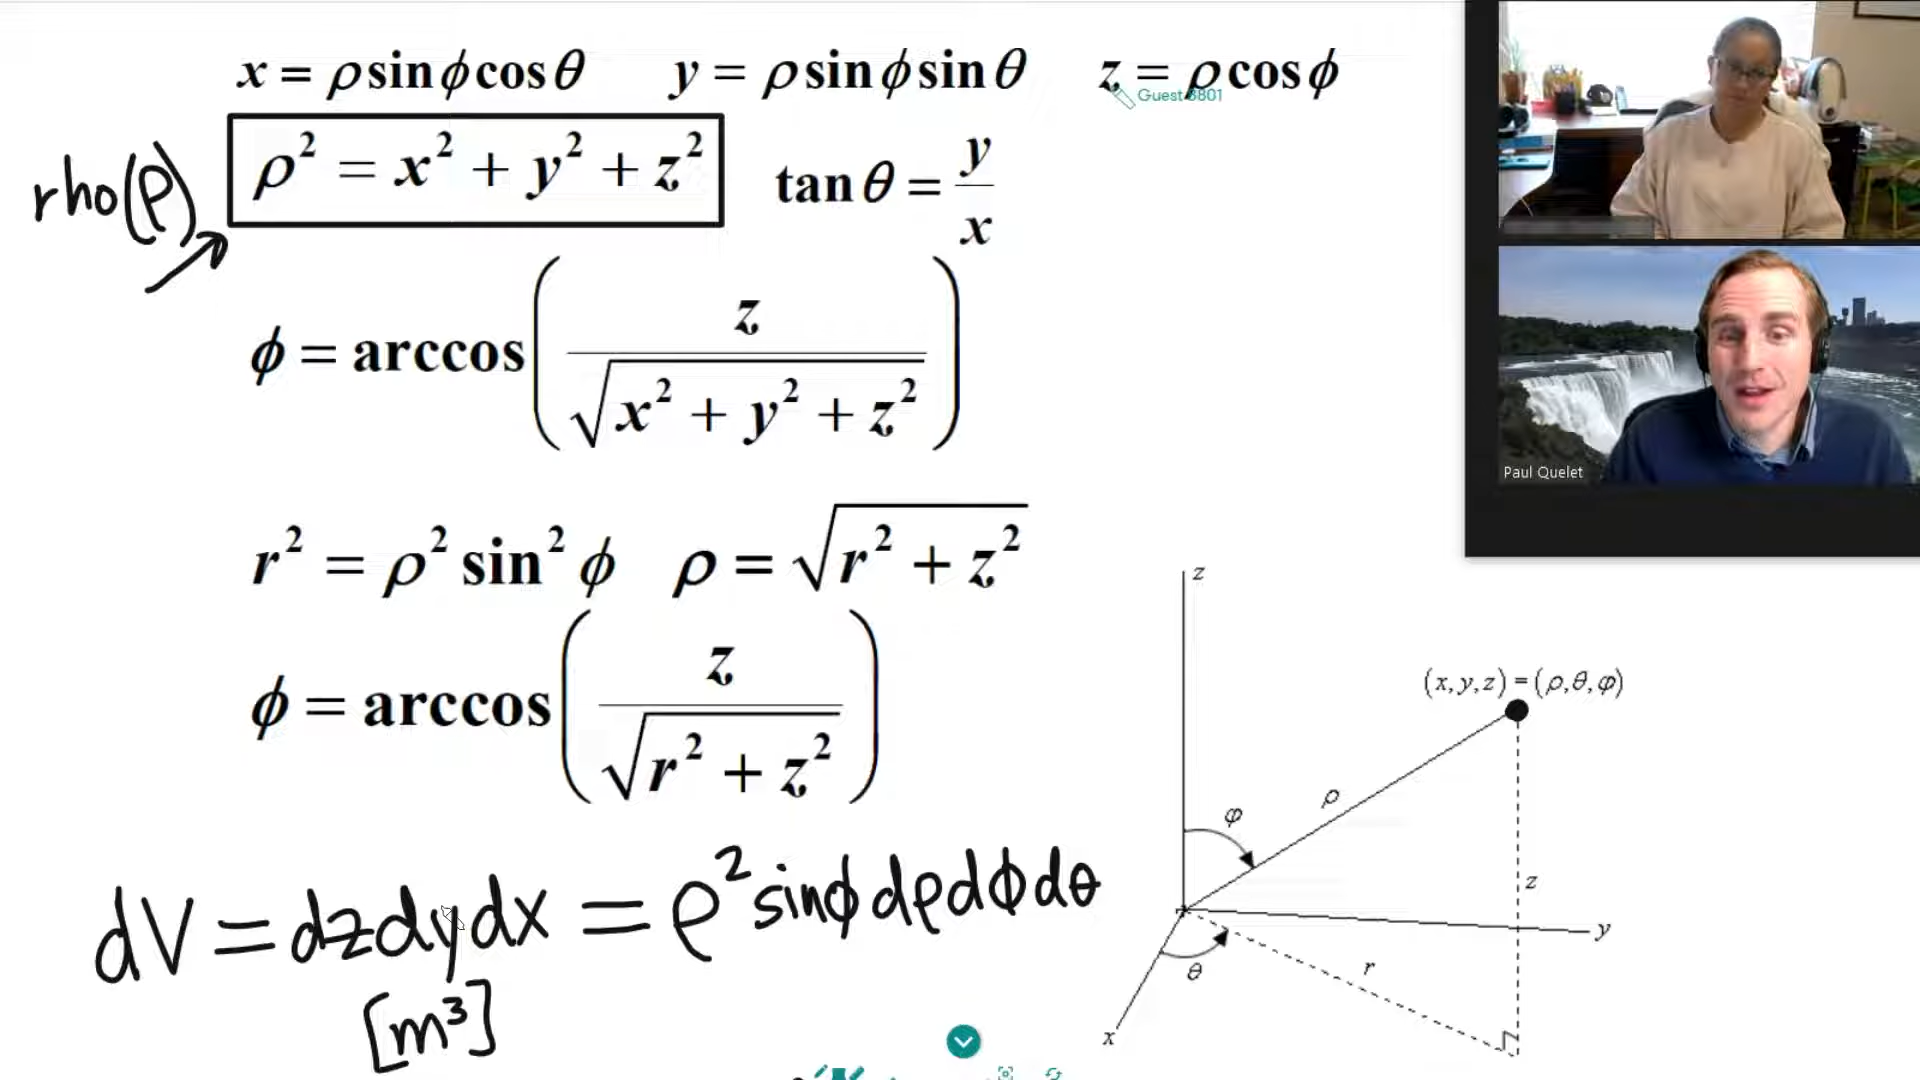 x = ρ sin ϕ cos θ y = ρ sin ϕ sin θ z = ρ cos ϕ
Guest 8801
rho(ρ)
ρ² = x² + y² + z² tan θ = y/x
ϕ = arccos( z / √(x² + y² + z²) )
r² = ρ² sin² ϕ ρ = √(r² + z²)
ϕ = arccos( z / √(r² + z²) )
dV = dzdydx = ρ² sinϕ dρdϕdθ
[m³]
z
(x,y,z) = (ρ,θ,φ)
ρ
φ
z
y
θ
r
x
Paul Quelet